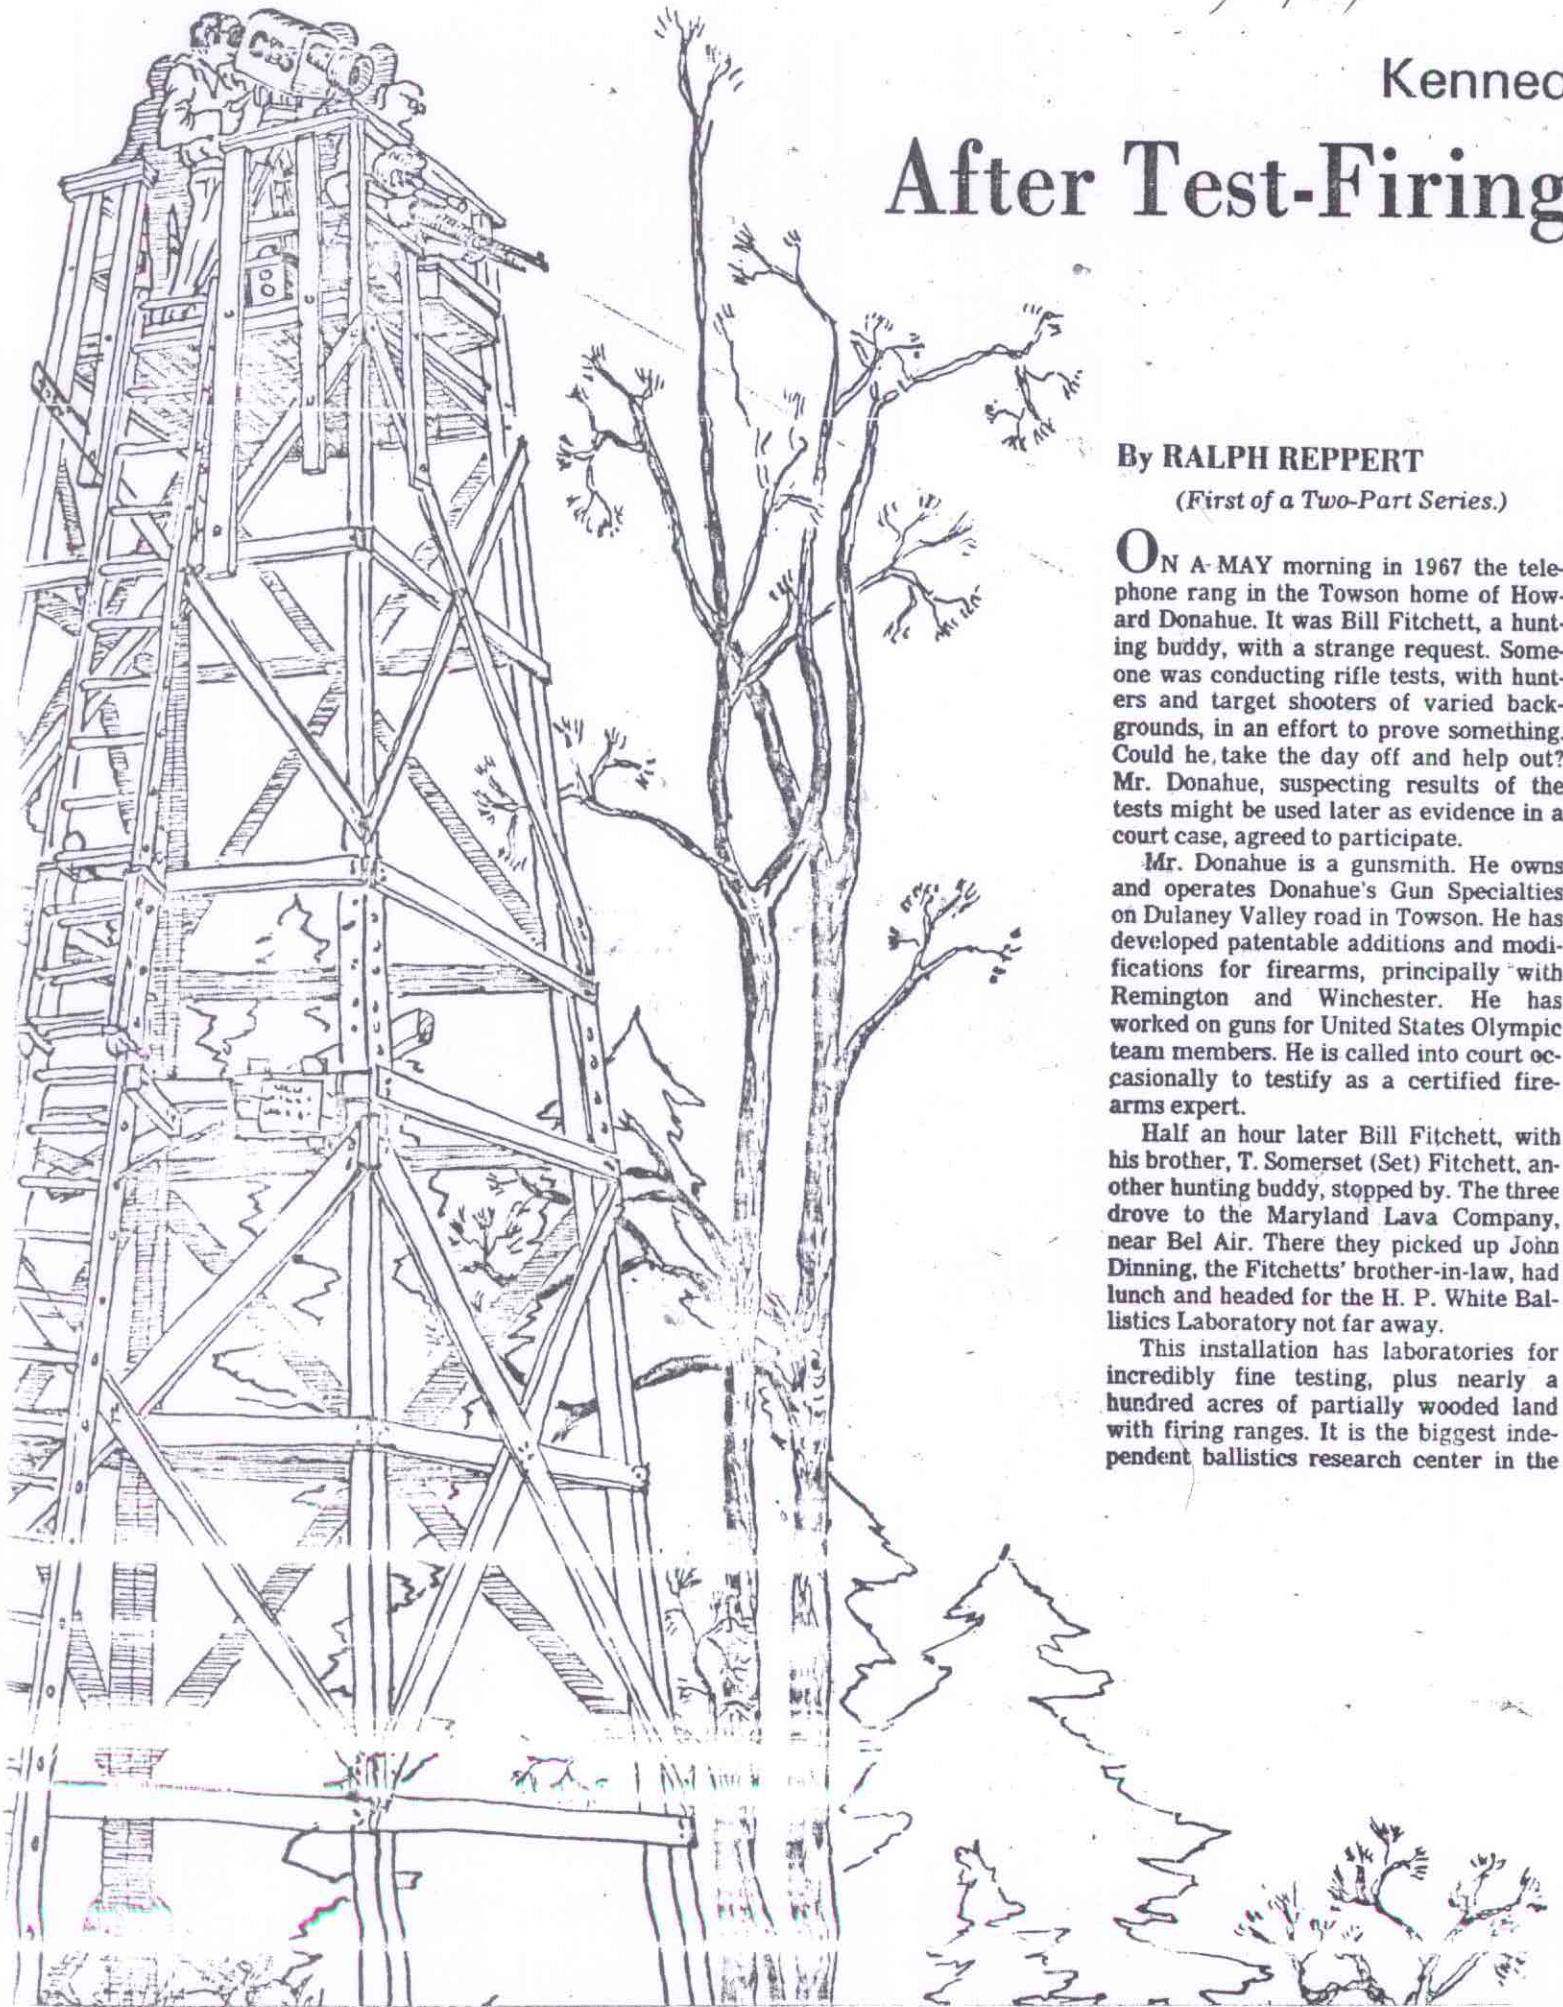 CBS
Kenned
After Test-Firing
By RALPH REPPERT
(First of a Two-Part Series.)
ON A MAY morning in 1967 the tele-
phone rang in the Towson home of How-
ard Donahue. It was Bill Fitchett, a hunt-
ing buddy, with a strange request. Some-
one was conducting rifle tests, with hunt-
ers and target shooters of varied back-
grounds, in an effort to prove something.
Could he, take the day off and help out?
Mr. Donahue, suspecting results of the
tests might be used later as evidence in a
court case, agreed to participate.
Mr. Donahue is a gunsmith. He owns
and operates Donahue's Gun Specialties
on Dulaney Valley road in Towson. He has
developed patentable additions and modi-
fications for firearms, principally with
Remington and Winchester. He has
worked on guns for United States Olympic
team members. He is called into court oc-
casionally to testify as a certified fire-
arms expert.
Half an hour later Bill Fitchett, with
his brother, T. Somerset (Set) Fitchett, an-
other hunting buddy, stopped by. The three
drove to the Maryland Lava Company,
near Bel Air. There they picked up John
Dinning, the Fitchetts' brother-in-law, had
lunch and headed for the H. P. White Bal-
listics Laboratory not far away.
This installation has laboratories for
incredibly fine testing, plus nearly a
hundred acres of partially wooded land
with firing ranges. It is the biggest inde-
pendent ballistics research center in the